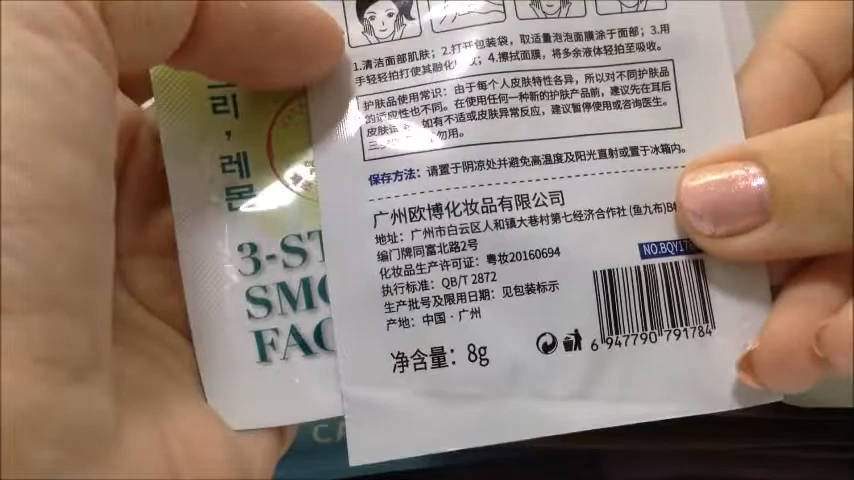 1.清洁面部肌肤;2.打开包装袋,取适量泡泡面膜涂于面部;3.用
手轻轻拍打使其融化 ;4.擦拭面膜,将多余液体轻拍至吸收。
护肤品使用常识:由于每个人皮肤特性各异,所以对不同护肤品
的适应性也不同。在使用任何一种新的护肤产品前,建议先在耳后
皮肤 如有不适或皮肤异常反应,建议暂停使用或咨询医生。
勿用。
保存方法:请置于阴凉处并避免高温度及阳光直射或置于冰箱内。
广州欧博化妆品有限公司
地址:广州市白云区人和镇大巷村第七经济合作社(鱼九布)
编门牌同富北路2号
化妆品生产许可证:粤妆20160694
执行标准:QB/T 2872
生产批号及限用日期:见包装标示
产地:中国·广州
NO.BQY17
净含量:8g
6 947790 791784
리,
레몬
3-ST
SMO
FAC